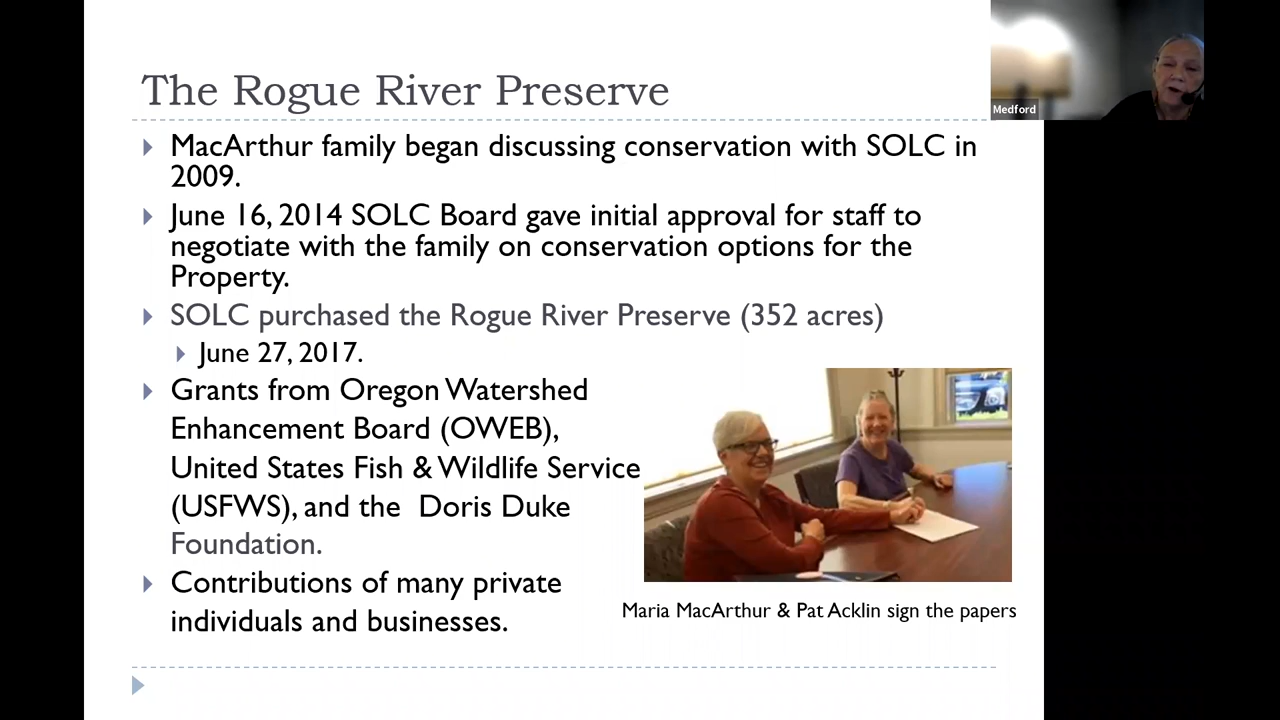 The Rogue River Preserve
Medford
MacArthur family began discussing conservation with SOLC in
2009.
June 16, 2014 SOLC Board gave initial approval for staff to
negotiate with the family on conservation options for the
Property.
SOLC purchased the Rogue River Preserve (352 acres)
June 27, 2017.
Grants from Oregon Watershed
Enhancement Board (OWEB),
United States Fish & Wildlife Service
(USFWS), and the Doris Duke
Foundation.
Contributions of many private
individuals and businesses.
Maria MacArthur & Pat Acklin sign the papers